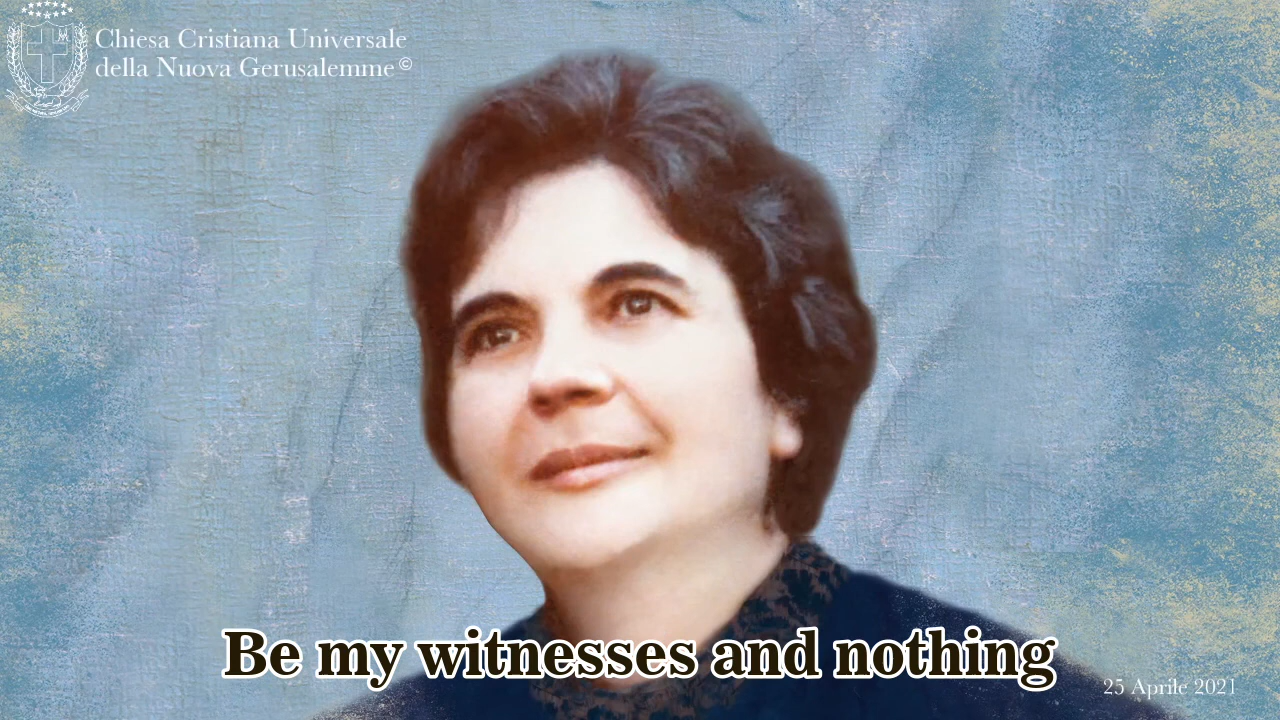 Chiesa Cristiana Universale
della Nuova Gerusalemme©
Be my witnesses and nothing
25 Aprile 2021